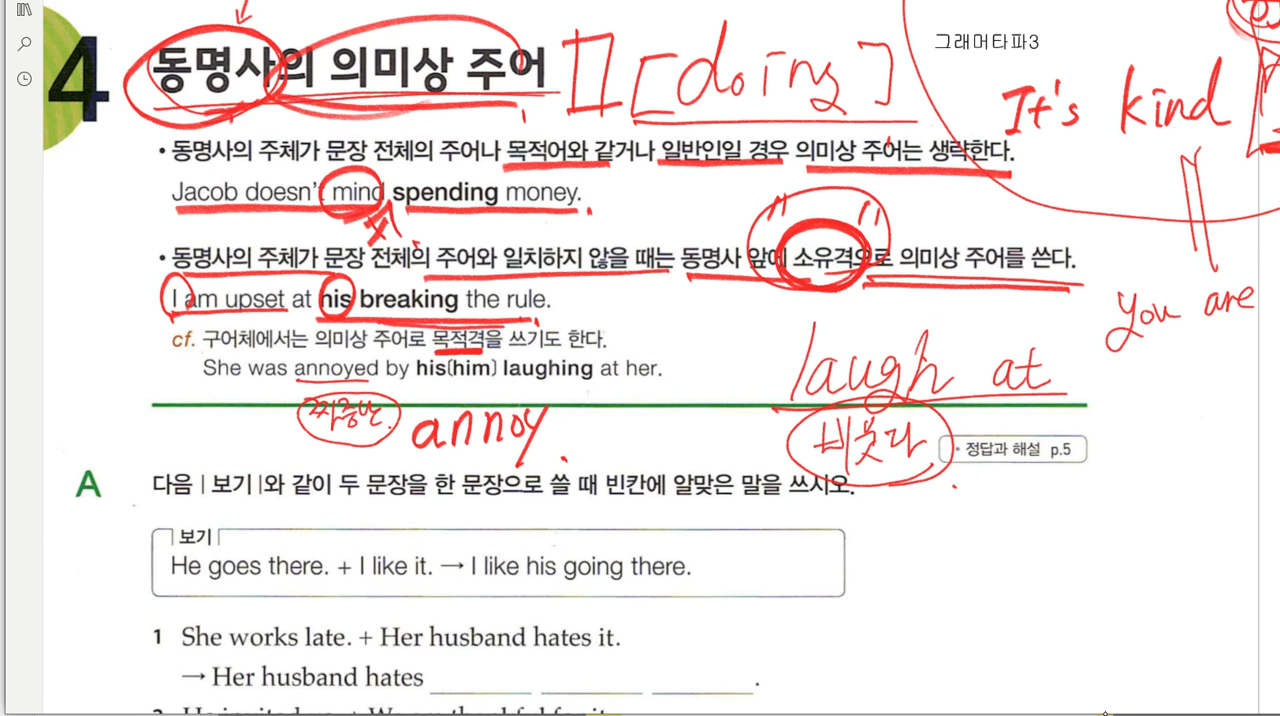 4 동명사의 의미상 주어 [doing]
그래머타파3
It's kind
• 동명사의 주체가 문장 전체의 주어나 목적어와 같거나 일반인일 경우 의미상 주어는 생략한다.
Jacob doesn't mind spending money.
• 동명사의 주체가 문장 전체의 주어와 일치하지 않을 때는 동명사 앞에 소유격으로 의미상 주어를 쓴다.
I am upset at his breaking the rule.
you are
cf. 구어체에서는 의미상 주어로 목적격을 쓰기도 한다.
She was annoyed by his(him) laughing at her.
laugh at
짜증난
annoy
비웃다
• 정답과 해설 p.5
A 다음 | 보기 |와 같이 두 문장을 한 문장으로 쓸 때 빈칸에 알맞은 말을 쓰시오.
보기
He goes there. + I like it. → I like his going there.
1 She works late. + Her husband hates it.
→ Her husband hates ______ ______ ______.